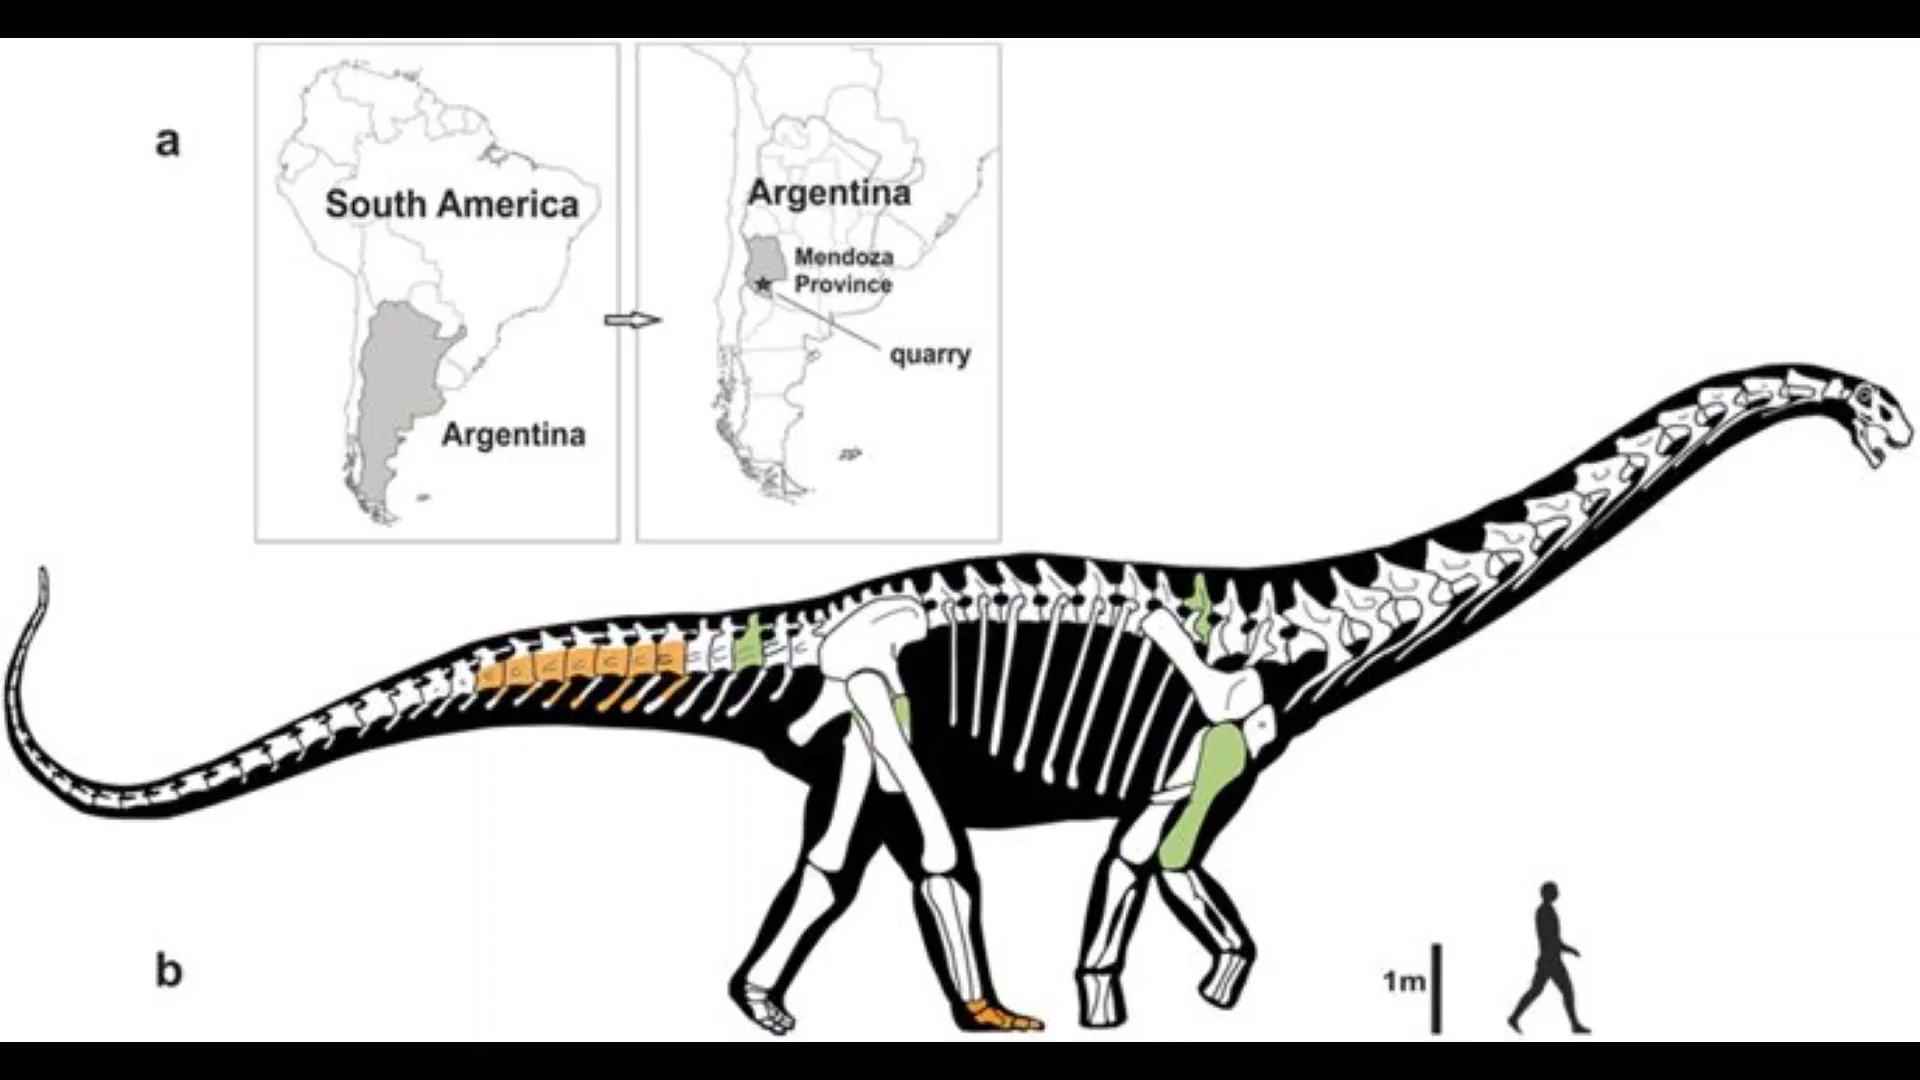 a
South America
Argentina
Argentina
Mendoza
Province
quarry
b
1m